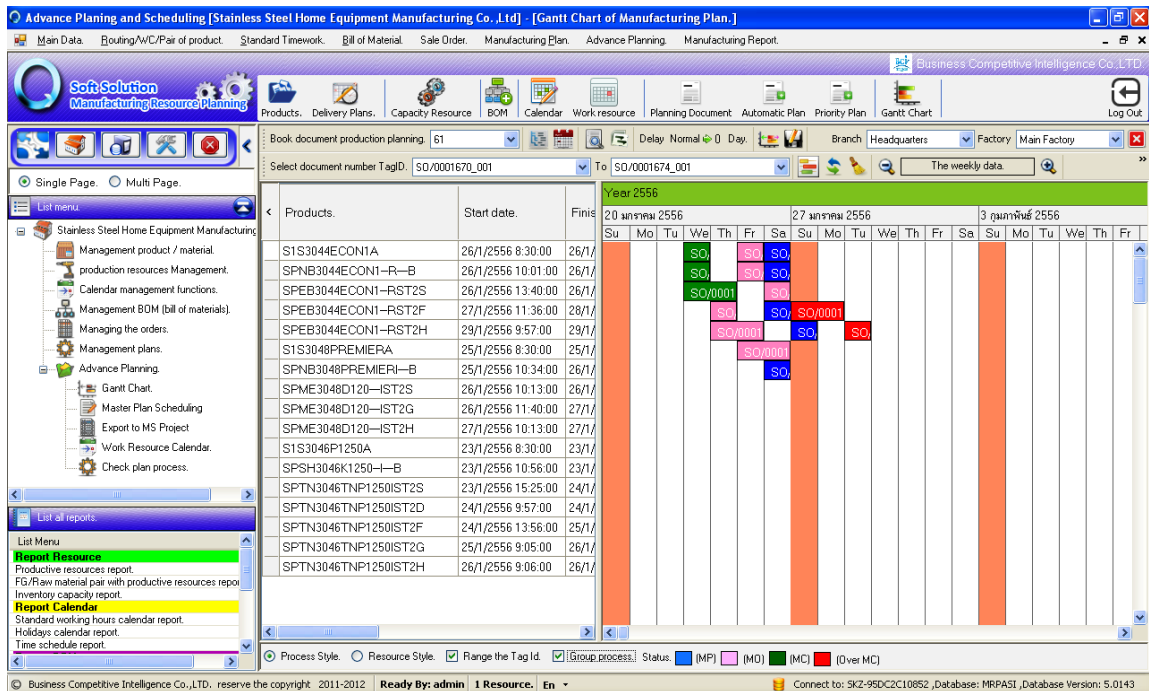 Advance Planing and Scheduling [Stainless Steel Home Equipment Manufacturing Co.,Ltd] - [Gantt Chart of Manufacturing Plan.]
Main Data. Routing/WC/Pair of product. Standard Timework. Bill of Material. Sale Order. Manufacturing Plan. Advance Planning. Manufacturing Report.
Business Competitive Intelligence Co.,LTD.
Soft Solution
Manufacturing Resource Planning
Products. Delivery Plans. Capacity Resource BOM Calendar Work resource Planning Document Automatic Plan Priority Plan Gantt Chart Log Out
Book document production planning. 61 Delay Normal 0 Day. Branch Headquarters Factory Main Factory
Select document number TagID. SO/0001670_001 To SO/0001674_001 The weekly data.
Single Page. Multi Page.
List menu.
Stainless Steel Home Equipment Manufacturing
Management product / material.
production resources Management.
Calendar management functions.
Management BOM (bill of materials).
Managing the orders.
Management plans.
Advance Planning.
Gantt Chart.
Master Plan Scheduling
Export to MS Project
Work Resource Calendar.
Check plan process.
List all reports.
List Menu
Report Resource
Productive resources report.
FG/Raw material pair with productive resources repor
Inventory capacity report.
Report Calendar
Standard working hours calendar report.
Holidays calendar report.
Time schedule report.
Products. Start date. Finis
S1S3044ECON1A 26/1/2556 8:30:00 26/1/
SPNB3044ECON1-R--B 26/1/2556 10:01:00 26/1/
SPEB3044ECON1-RST2S 26/1/2556 13:40:00 26/1/
SPEB3044ECON1-RST2F 27/1/2556 11:36:00 28/1/
SPEB3044ECON1-RST2H 29/1/2556 9:57:00 29/1/
S1S3048PREMIERA 25/1/2556 8:30:00 25/1/
SPNB3048PREMIERI--B 25/1/2556 10:34:00 26/1/
SPME3048D120--IST2S 26/1/2556 10:13:00 26/1/
SPME3048D120--IST2G 26/1/2556 11:40:00 27/1/
SPME3048D120--IST2H 27/1/2556 10:13:00 27/1/
S1S3046P1250A 23/1/2556 8:30:00 23/1/
SPSH3046K1250-I--B 23/1/2556 10:56:00 23/1/
SPTN3046TNP1250IST2S 23/1/2556 15:25:00 24/1/
SPTN3046TNP1250IST2D 24/1/2556 9:57:00 24/1/
SPTN3046TNP1250IST2F 24/1/2556 13:56:00 25/1/
SPTN3046TNP1250IST2G 25/1/2556 9:05:00 26/1/
SPTN3046TNP1250IST2H 26/1/2556 9:06:00 26/1/
Year 2556
20 มกราคม 2556 27 มกราคม 2556 3 กุมภาพันธ์ 2556
Su Mo Tu We Th Fr Sa Su Mo Tu We Th Fr Sa Su Mo Tu We Th Fr
SO/ SO/ SO/
SO/ SO/ SO/
SO/0001 SO/
SO/ SO/ SO/0001
SO/0001 SO/ SO/
SO/0001
SO/
Process Style. Resource Style. Range the Tag Id. Group process. Status. (MP) (MO) (MC) (Over MC)
© Business Competitive Intelligence Co.,LTD. reserve the copyright 2011-2012 Ready By: admin 1 Resource. En Connect to: SKZ-95DC2C10852 ,Database: MRPASI ,Database Version: 5.0143